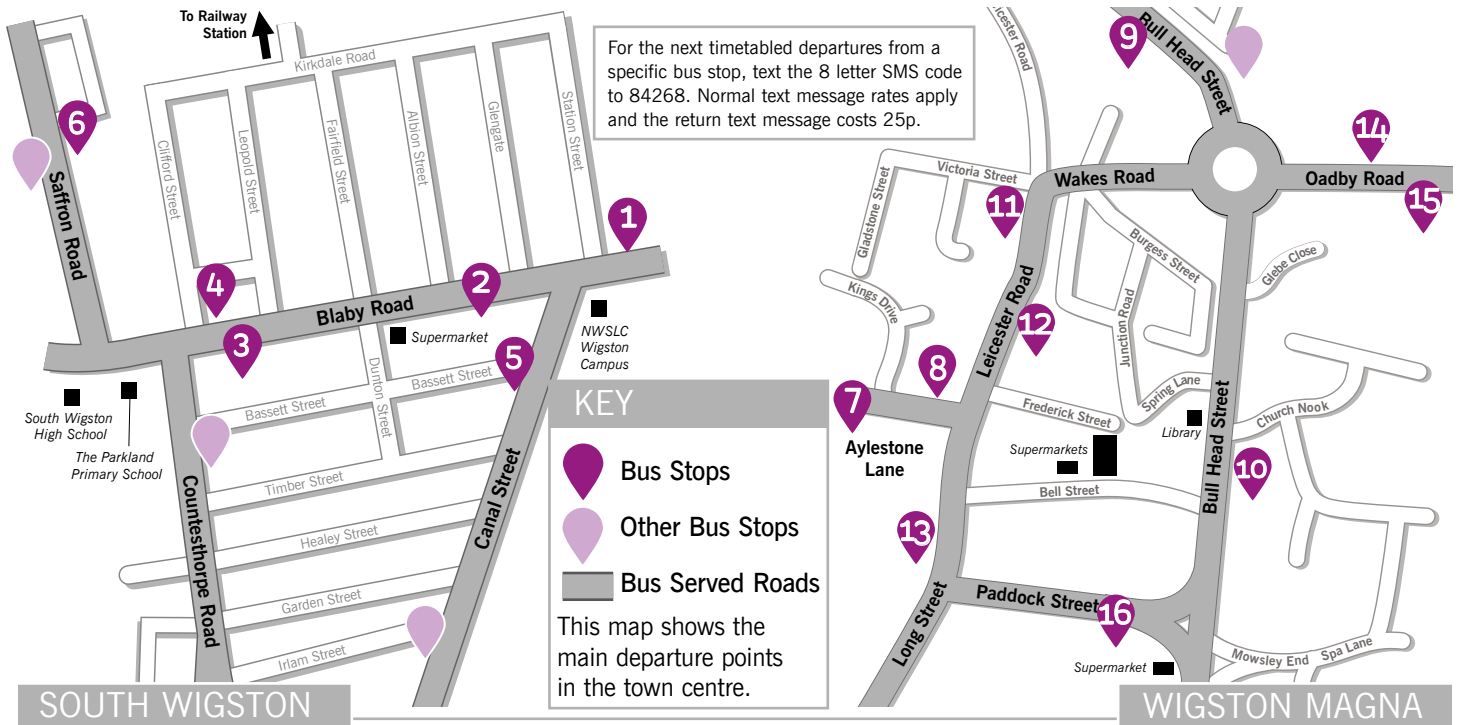 To Railway
Station
Kirkdale Road
Clifford Street
Leopold Street
Fairfield Street
Albion Street
Glengate
Station Street
6
Saffron Road
4
3
2
1
5
Blaby Road
Supermarket
NWSLC
Wigston
Campus
South Wigston
High School
The Parkland
Primary School
Bassett Street
Bassett Street
Dunton Street
Timber Street
Healey Street
Garden Street
Irlam Street
Countesthorpe Road
Canal Street
SOUTH WIGSTON
For the next timetabled departures from a
specific bus stop, text the 8 letter SMS code
to 84268. Normal text message rates apply
and the return text message costs 25p.
KEY
Bus Stops
Other Bus Stops
Bus Served Roads
This map shows the
main departure points
in the town centre.
icester Road
9
Bull Head Street
14
15
Oadby Road
Wakes Road
Victoria Street
Gladstone Street
11
Kings Drive
Burgess Street
Junction Road
Glebe Close
Leicester Road
12
8
7
Aylestone
Lane
Frederick Street
Spring Lane
Library
Supermarkets
Church Nook
Bell Street
Bull Head Street
10
13
Long Street
Paddock Street
16
Supermarket
Mowsley End
Spa Lane
WIGSTON MAGNA